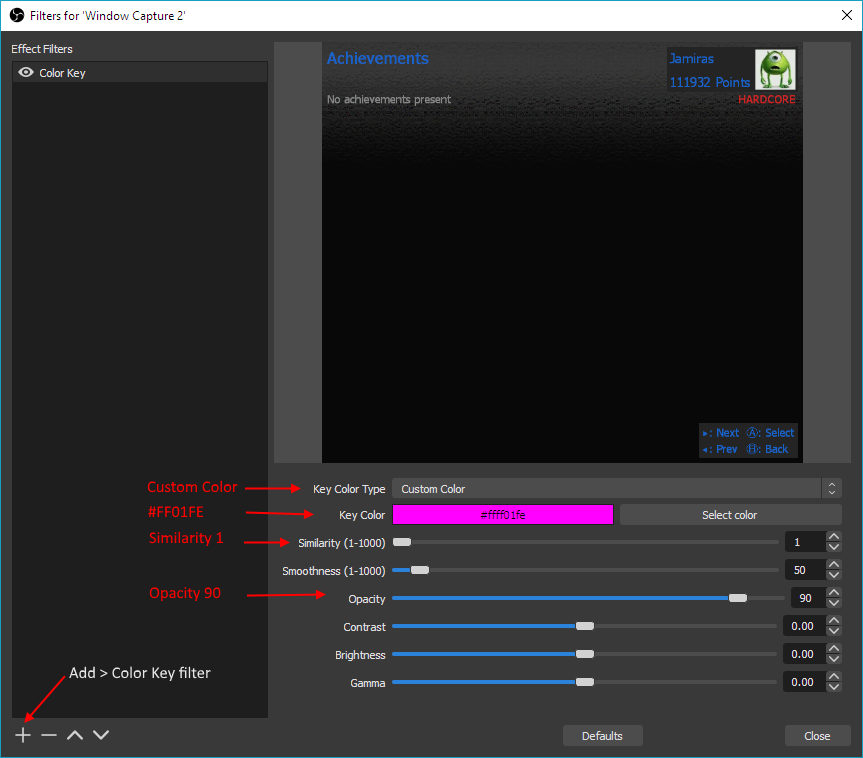 Filters for 'Window Capture 2'
Effect Filters
Color Key
Achievements
Jamiras
111932 Points
No achievements present
HARDCORE
▸: Next Ⓐ: Select
◂: Prev Ⓑ: Back
Custom Color
Key Color Type
Custom Color
#FF01FE
Key Color
#ffff01fe
Select color
Similarity 1
Similarity (1-1000)
1
Smoothness (1-1000)
50
Opacity 90
Opacity
90
Contrast
0.00
Brightness
0.00
Add > Color Key filter
Gamma
0.00
Defaults
Close